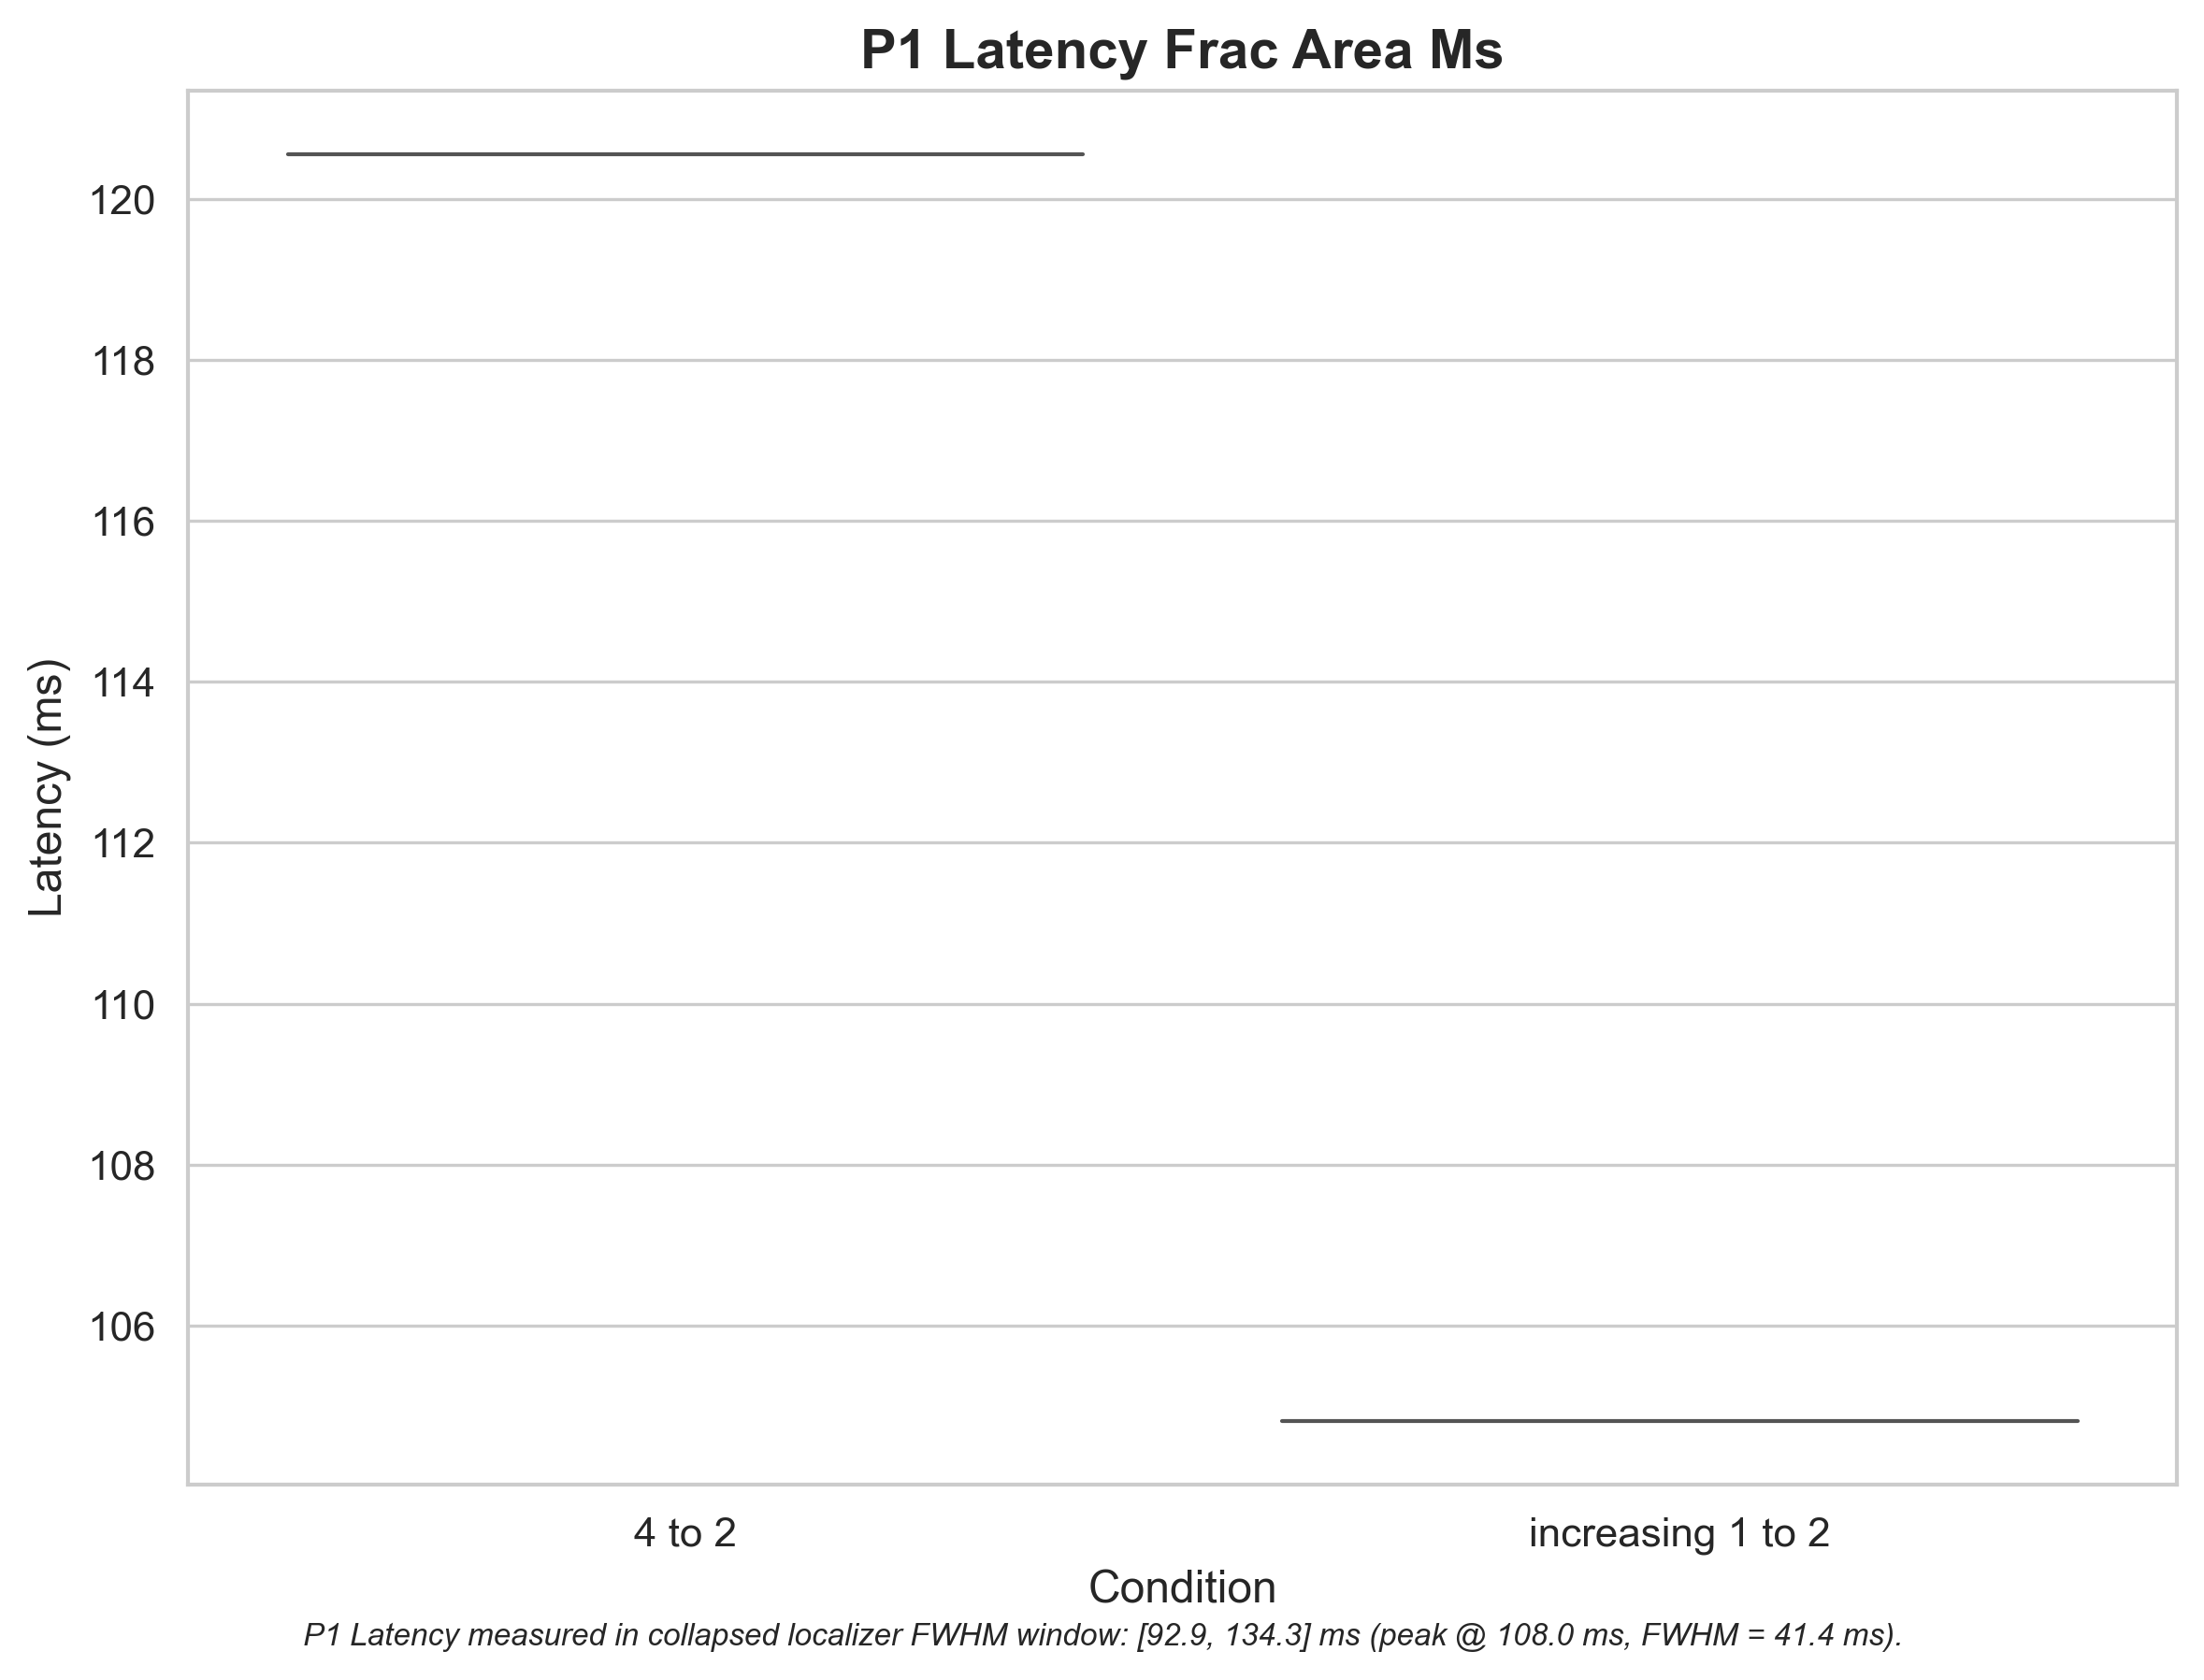 P1 Latency Frac Area Ms
Latency (ms)
120
118
116
114
112
110
108
106
4 to 2
increasing 1 to 2
Condition
P1 Latency measured in collapsed localizer FWHM window: [92.9, 134.3] ms (peak @ 108.0 ms, FWHM = 41.4 ms).